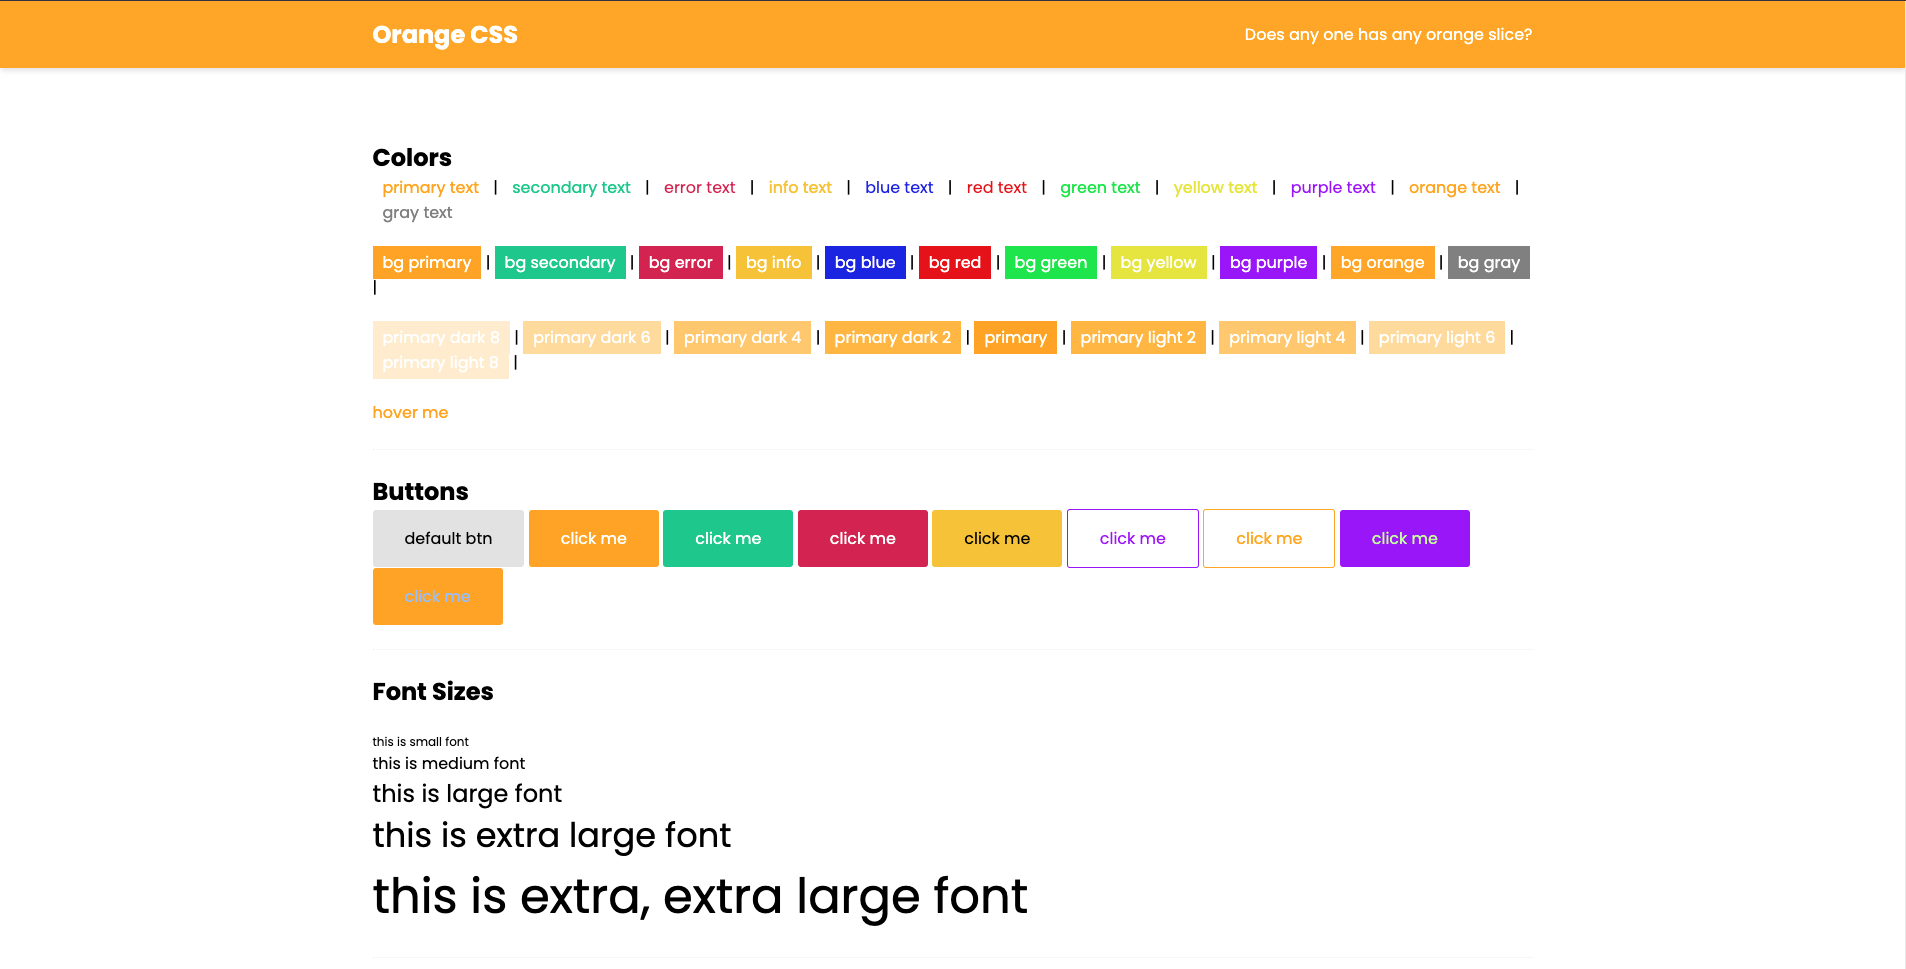 Orange CSS
Does any one has any orange slice?
Colors
primary text | secondary text | error text | info text | blue text | red text | green text | yellow text | purple text | orange text |
gray text
bg primary | bg secondary | bg error | bg info | bg blue | bg red | bg green | bg yellow | bg purple | bg orange | bg gray
|
primary dark 8 | primary dark 6 | primary dark 4 | primary dark 2 | primary | primary light 2 | primary light 4 | primary light 6 |
primary light 8 |
hover me
Buttons
default btn click me click me click me click me click me click me click me
click me
Font Sizes
this is small font
this is medium font
this is large font
this is extra large font
this is extra, extra large font